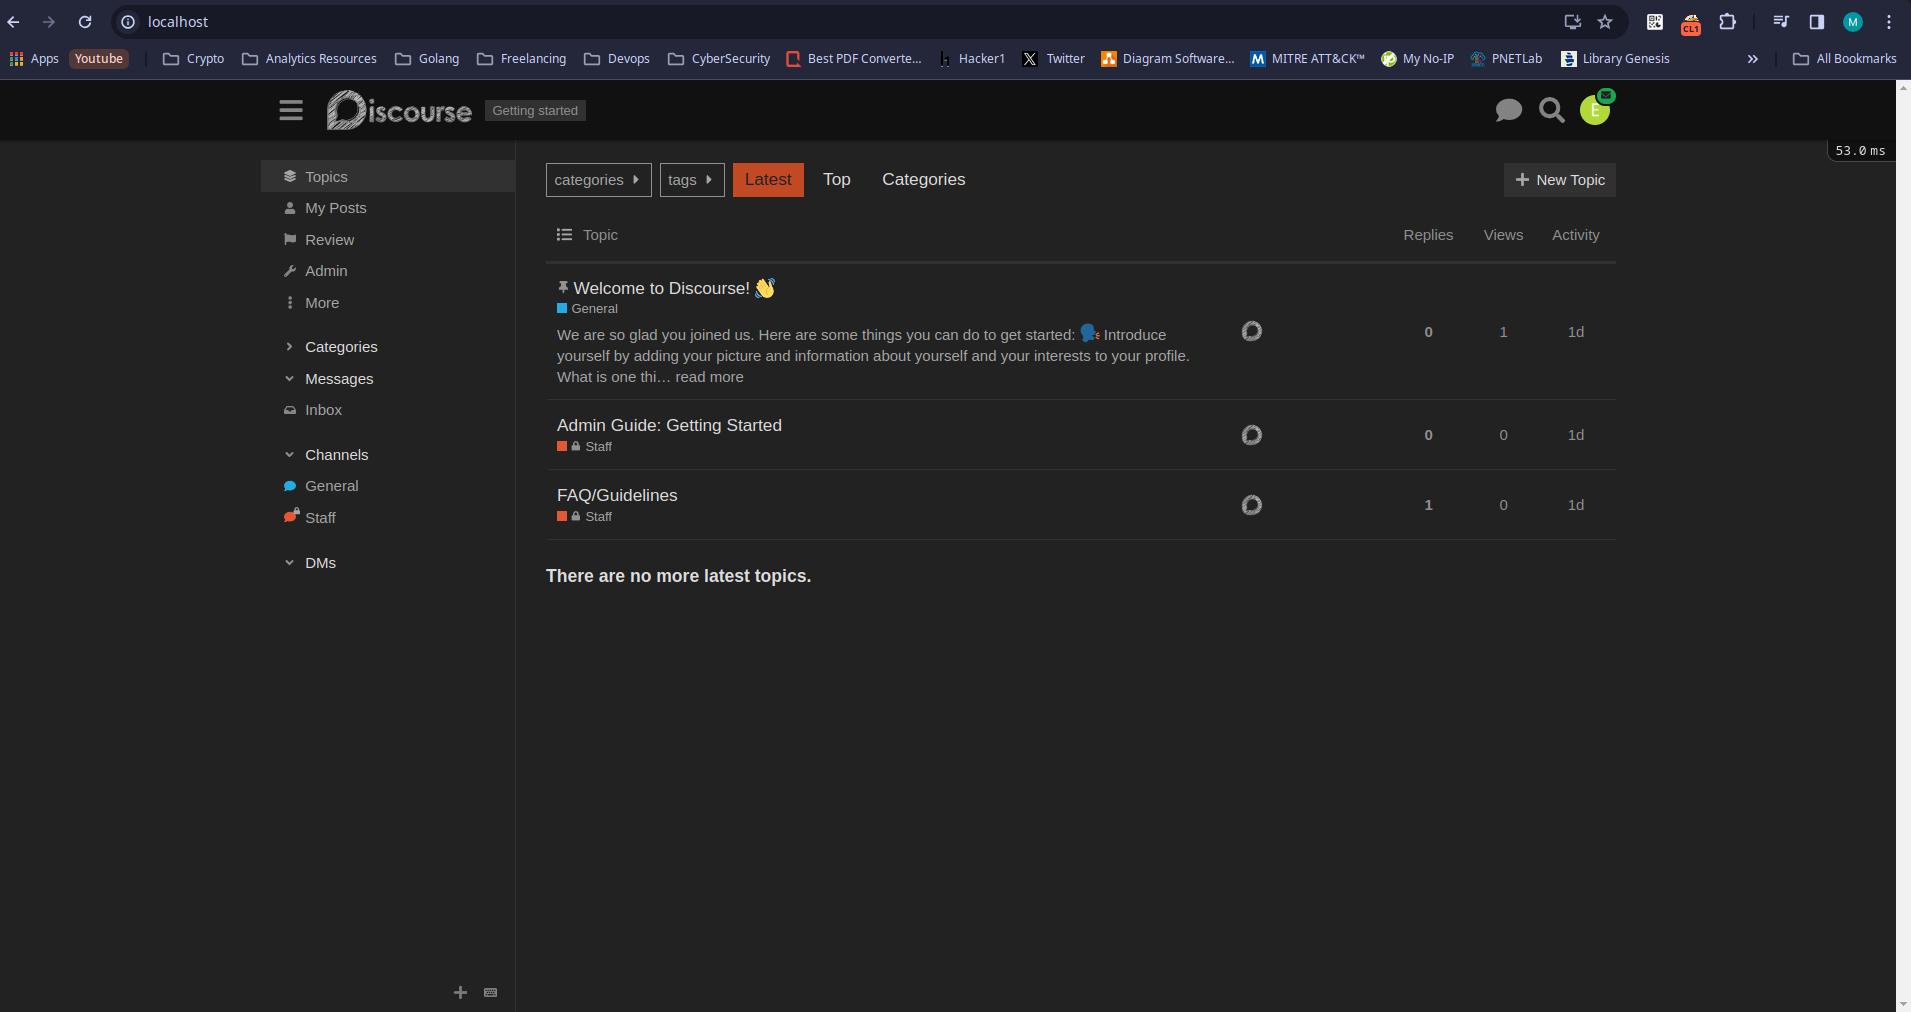 localhost
CL1
M
Apps Youtube Crypto Analytics Resources Golang Freelancing Devops CyberSecurity Best PDF Converte... Hacker1 Twitter Diagram Software... MITRE ATT&CK™ My No-IP PNETLab Library Genesis » All Bookmarks
Discourse Getting started
E
53.0 ms
Topics
My Posts
Review
Admin
More
Categories
Messages
Inbox
Channels
General
Staff
DMs
categories tags Latest Top Categories + New Topic
Topic Replies Views Activity
Welcome to Discourse! 👋
General
We are so glad you joined us. Here are some things you can do to get started: 🗣 Introduce
yourself by adding your picture and information about yourself and your interests to your profile.
What is one thi… read more
0 1 1d
Admin Guide: Getting Started
Staff
0 0 1d
FAQ/Guidelines
Staff
1 0 1d
There are no more latest topics.